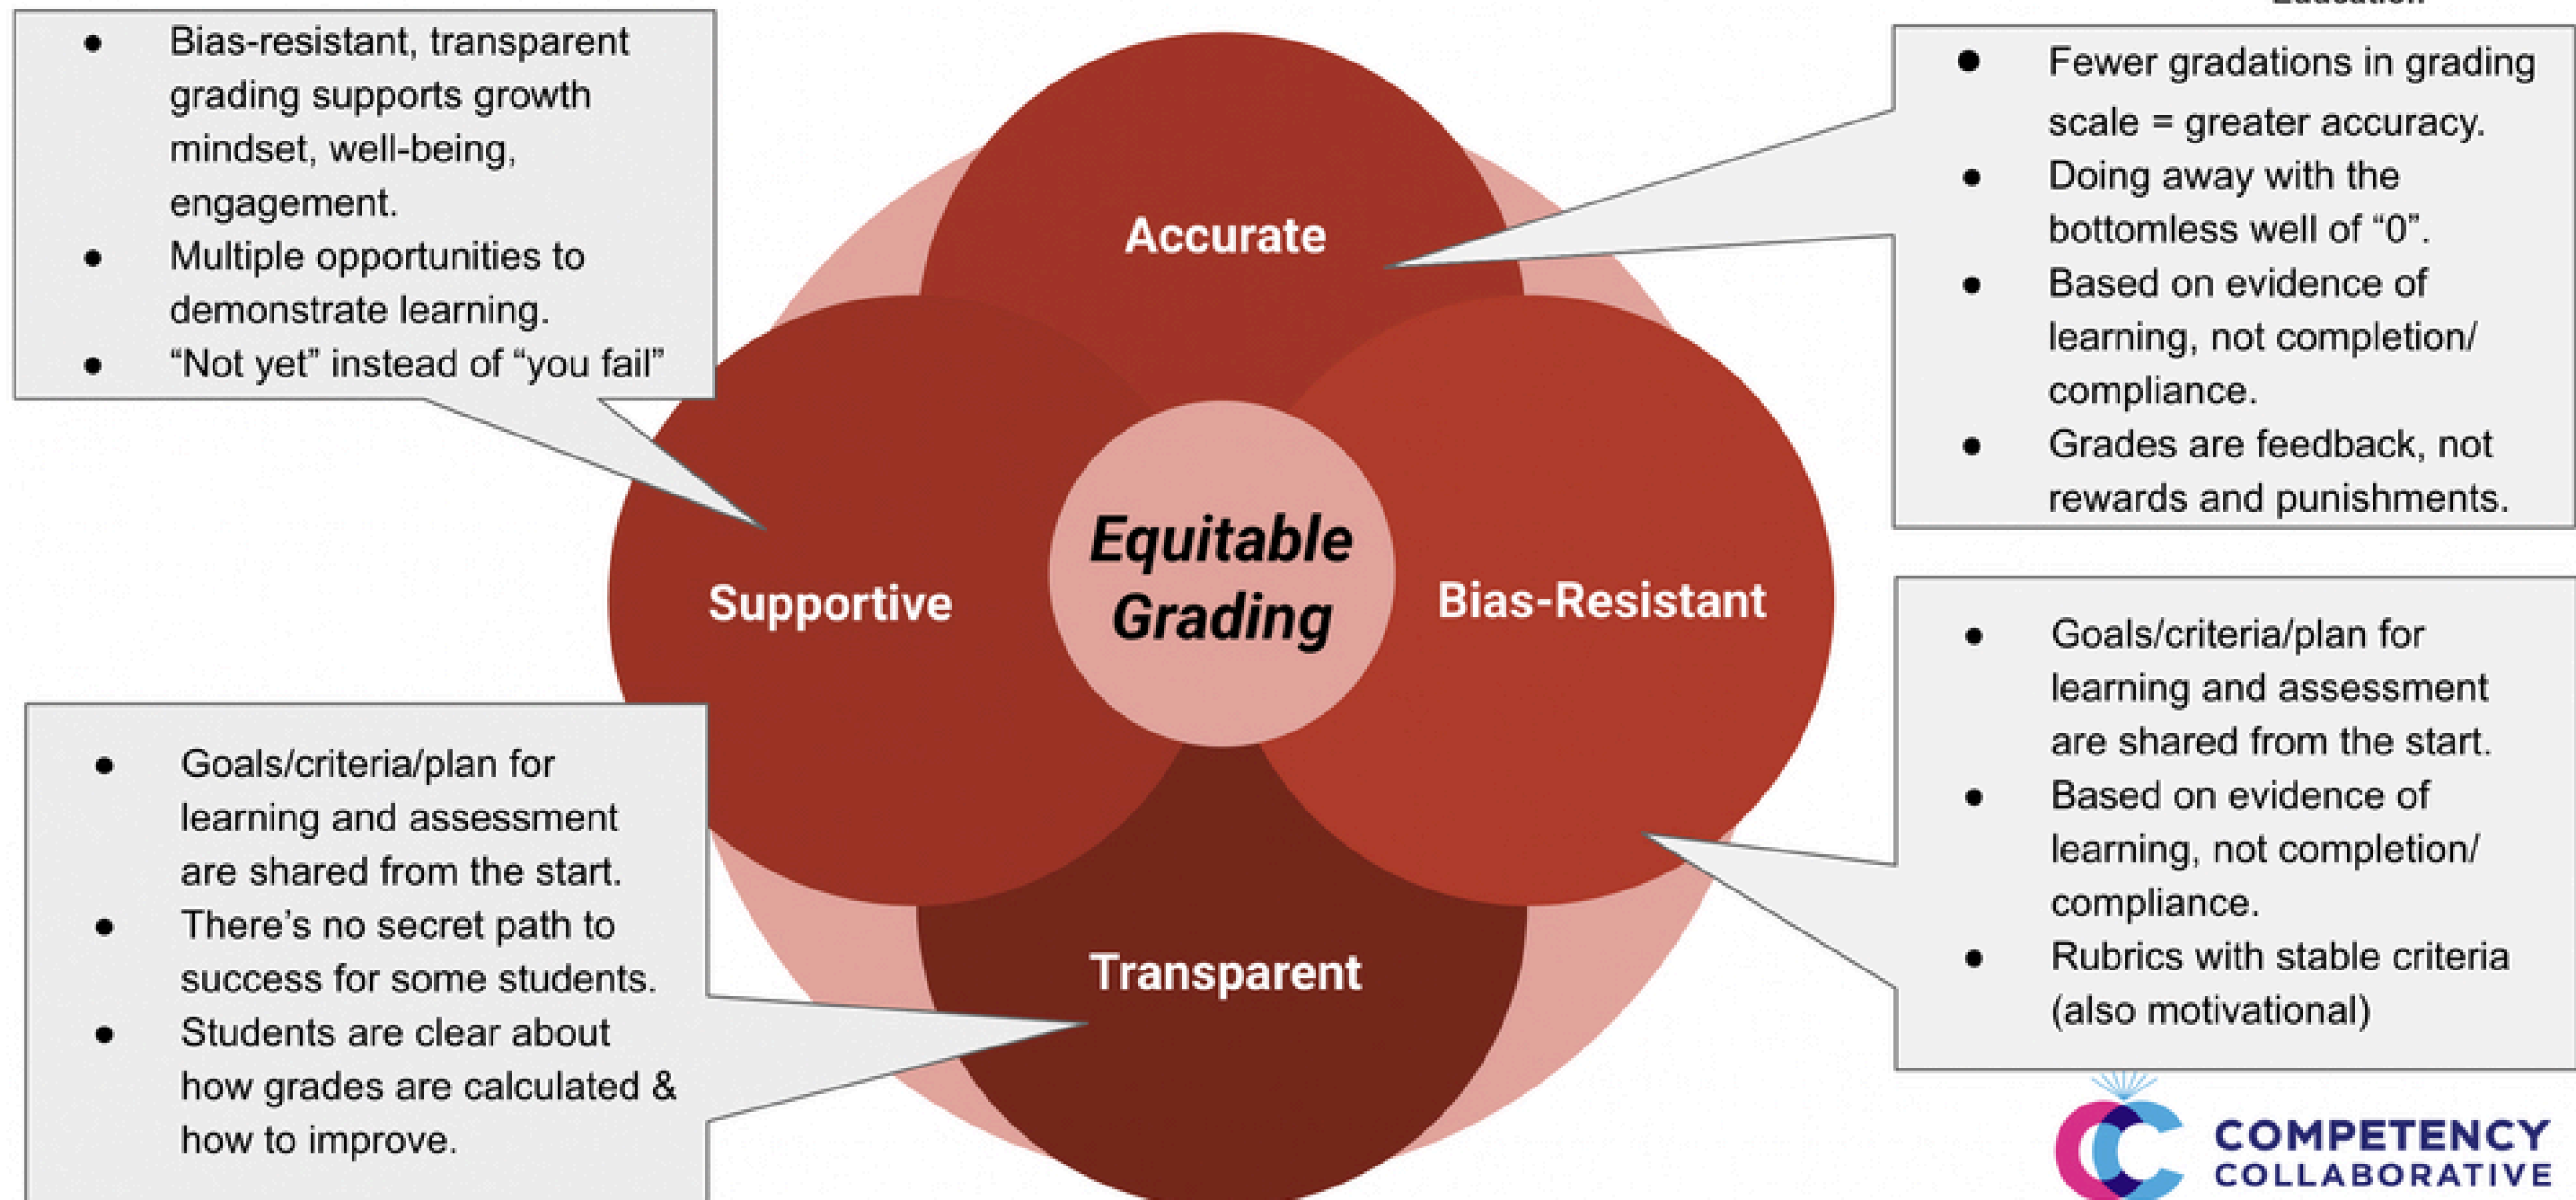 Education
• Bias-resistant, transparent
grading supports growth
mindset, well-being,
engagement.
• Multiple opportunities to
demonstrate learning.
• “Not yet” instead of “you fail”
• Fewer gradations in grading
scale = greater accuracy.
• Doing away with the
bottomless well of “0”.
• Based on evidence of
learning, not completion/
compliance.
• Grades are feedback, not
rewards and punishments.
Accurate
Supportive
Equitable
Grading
Bias-Resistant
Transparent
• Goals/criteria/plan for
learning and assessment
are shared from the start.
• There’s no secret path to
success for some students.
• Students are clear about
how grades are calculated &
how to improve.
• Goals/criteria/plan for
learning and assessment
are shared from the start.
• Based on evidence of
learning, not completion/
compliance.
• Rubrics with stable criteria
(also motivational)
COMPETENCY
COLLABORATIVE